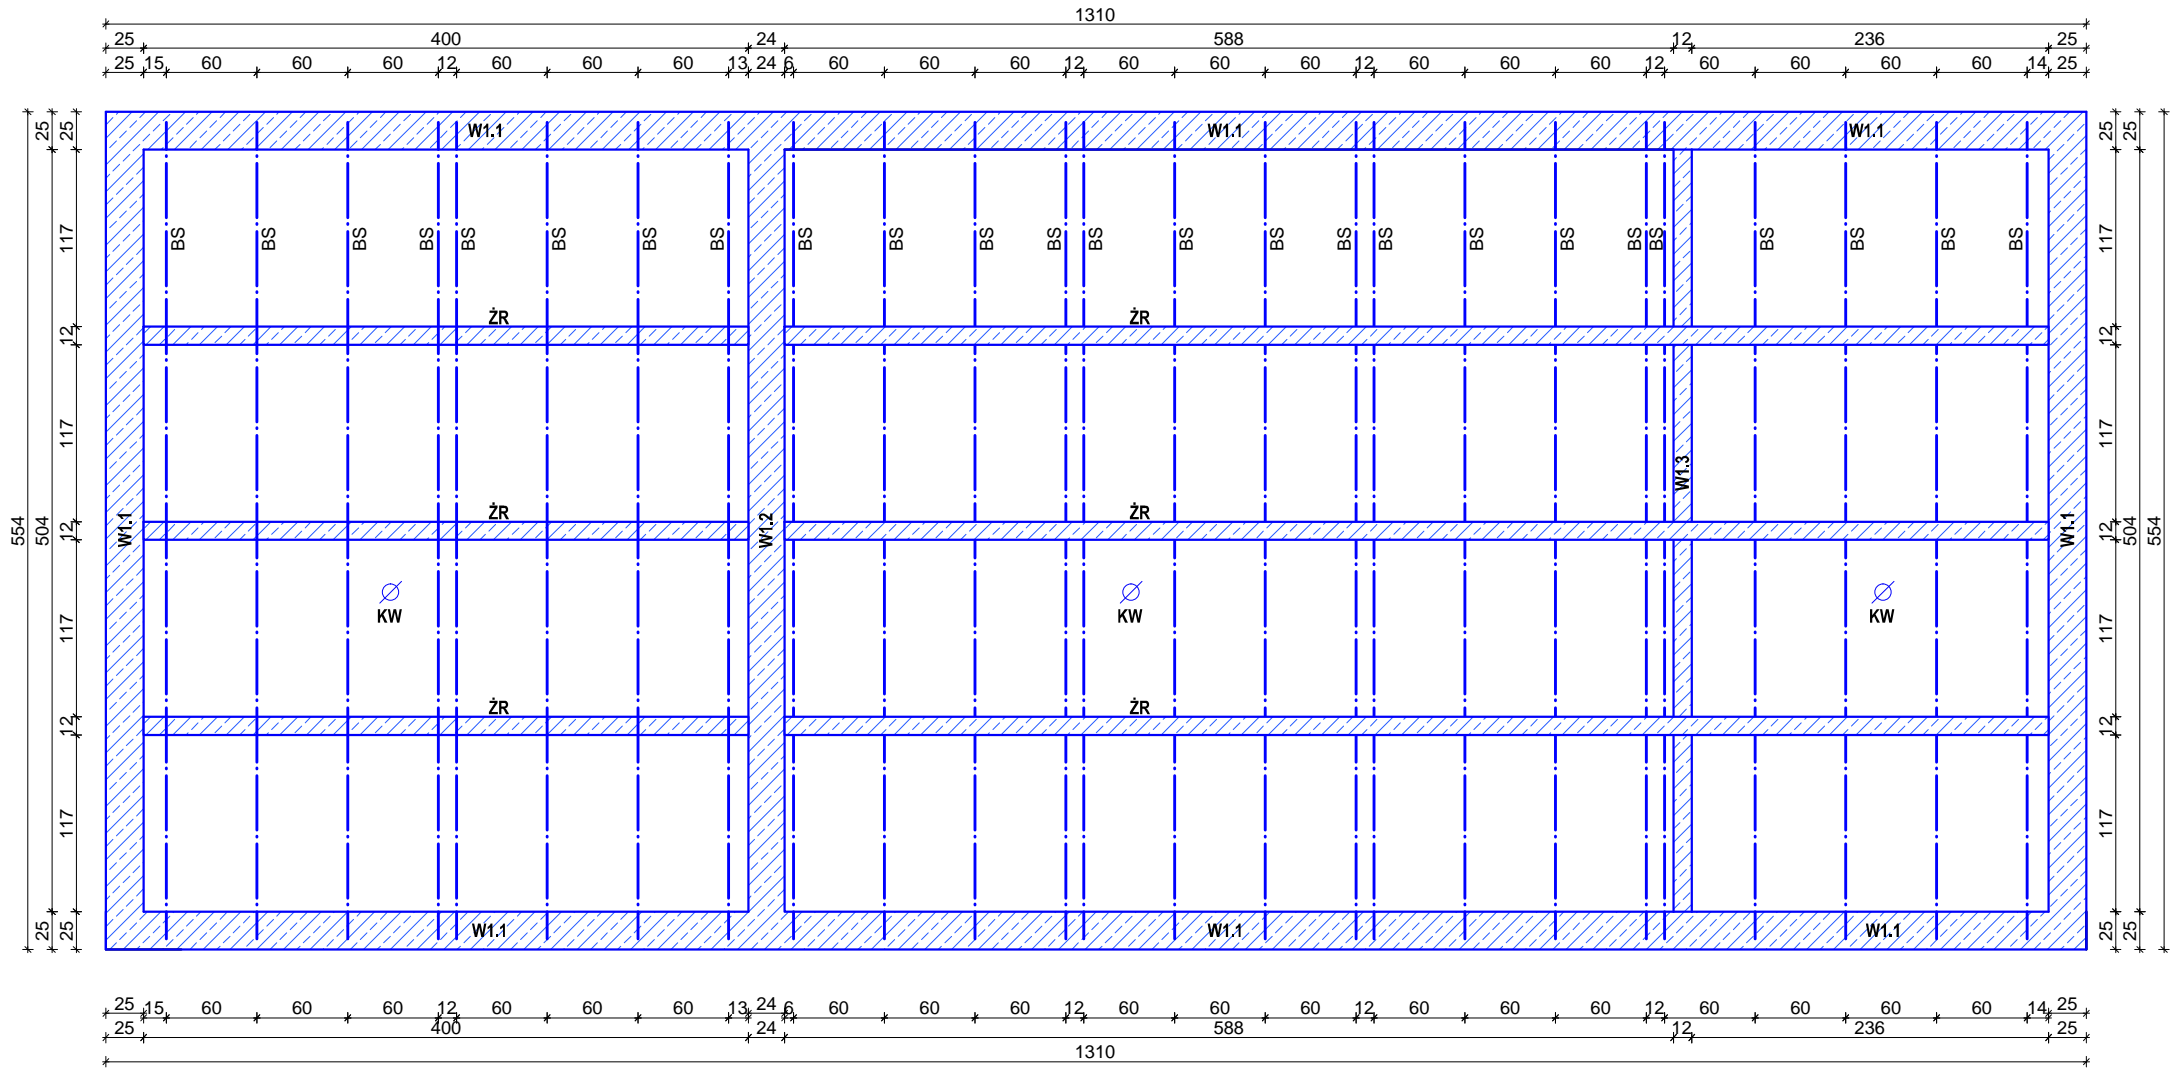 1310
25 400 24 588 12 236 25
25 15 60 60 60 12 60 60 60 13 24 6 60 60 60 12 60 60 60 12 60 60 60 12 60 60 60 60 14 25
W1.1 W1.1 W1.1
25 25 25 25
117 BS BS BS BS BS BS BS BS BS BS BS BS BS BS BS BS BS BS BS BS BS BS BS BS BS 117
ŻR ŻR
12 12
117 117
W1.3
ŻR ŻR
554 504 12 W1.1 W1.2 W1.1 12 504 554
117 117
KW KW KW
ŻR ŻR
12 12
117 117
25 25 W1.1 W1.1 W1.1 25 25
25 15 60 60 60 12 60 60 60 13 24 6 60 60 60 12 60 60 60 12 60 60 60 12 60 60 60 60 14 25
25 400 24 588 12 236 25
1310